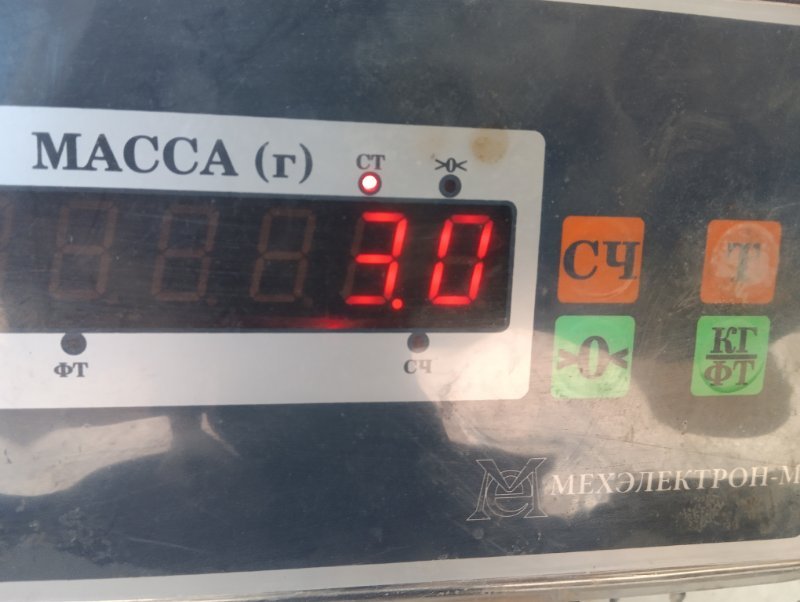 МАССА (г)
СТ
>0<
3.0
ФТ
СЧ
СЧ
Т
>0<
КГ
ФТ
МЕХЭЛЕКТРОН-М